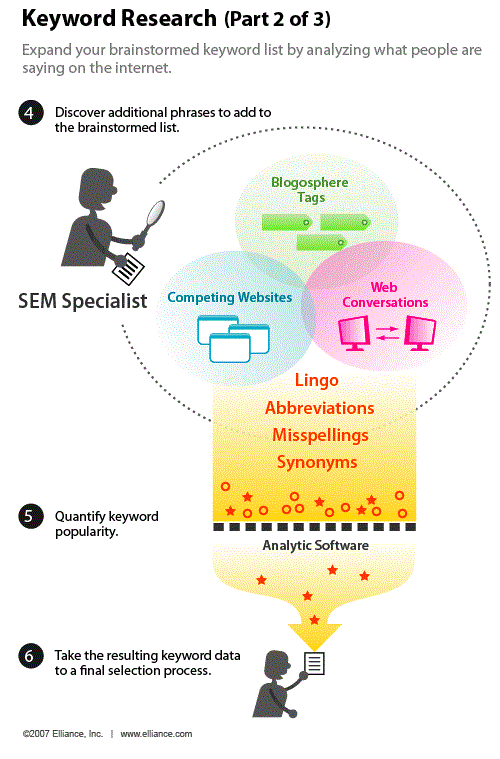 Keyword Research (Part 2 of 3)
Expand your brainstormed keyword list by analyzing what people are
saying on the internet.
4
Discover additional phrases to add to
the brainstormed list.
Blogosphere
Tags
SEM Specialist
Competing Websites
Web
Conversations
Lingo
Abbreviations
Misspellings
Synonyms
5
Quantify keyword
popularity.
Analytic Software
6
Take the resulting keyword data
to a final selection process.
©2007 Elliance, Inc. | www.elliance.com